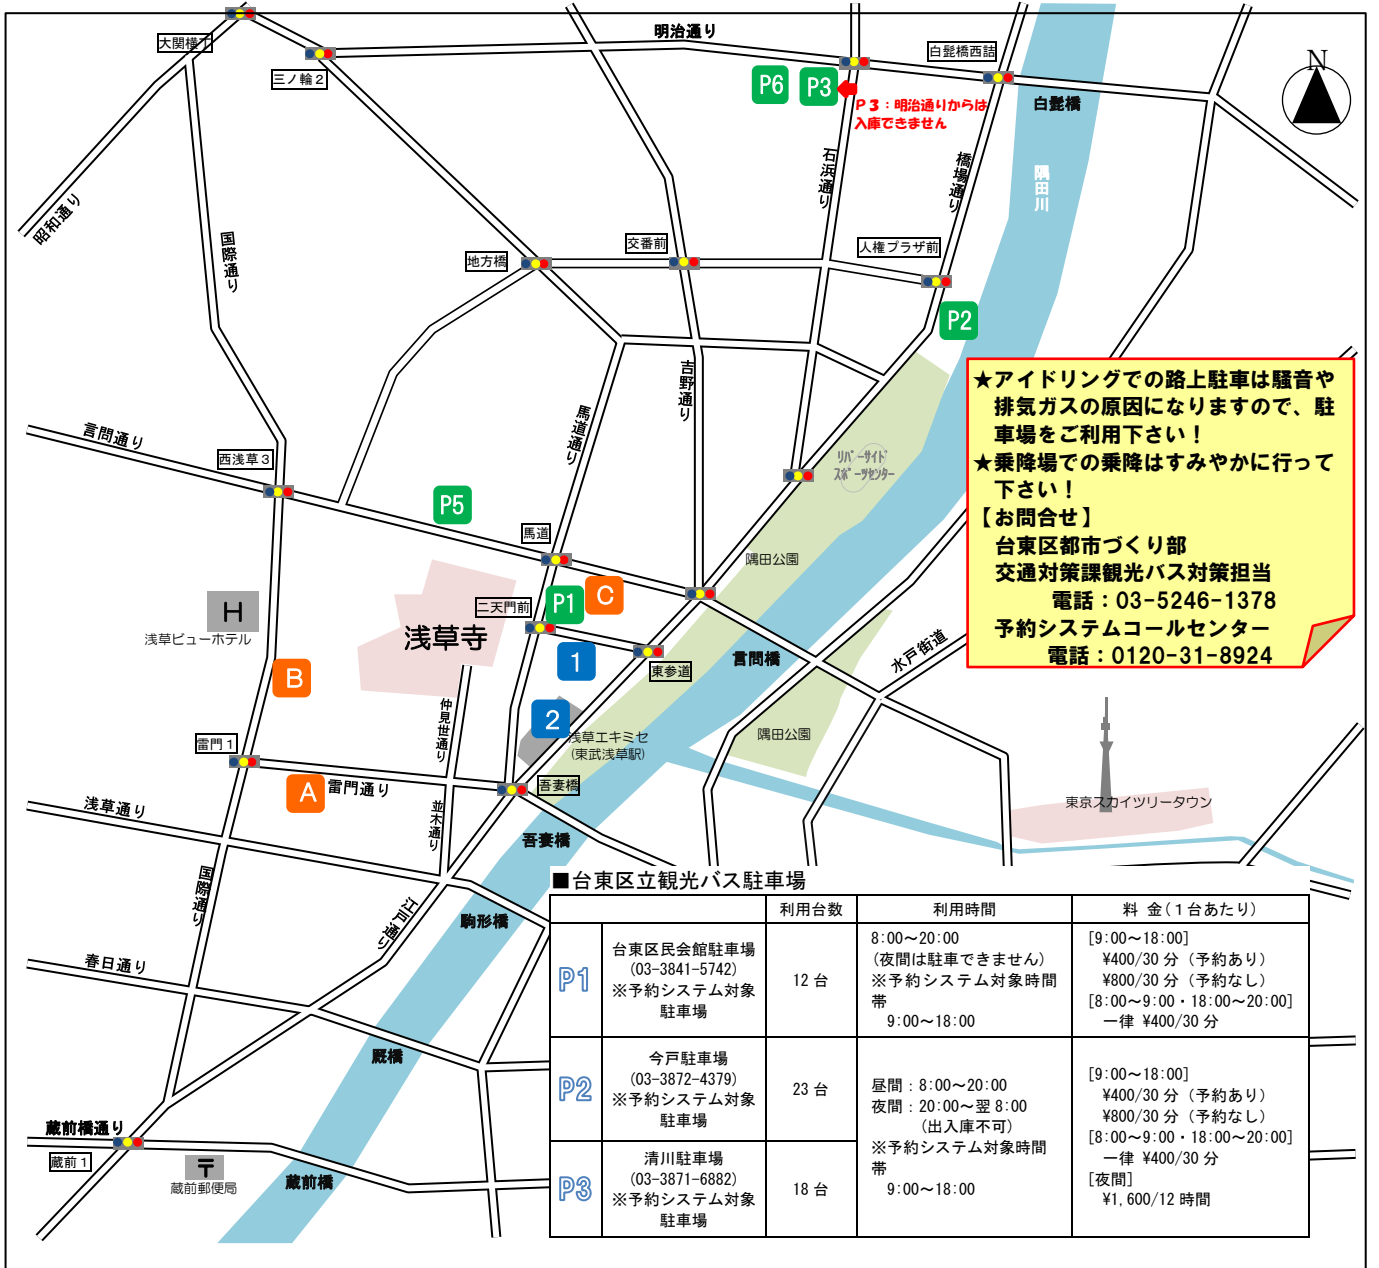 大関横丁
三ノ輪2
明治通り
白髭橋西詰
N
P6
P3
P3：明治通りからは
入庫できません
白髭橋
昭和通り
国際通り
石浜通り
橋場通り
隅田川
地方橋
交番前
人権プラザ前
P2
吉野通り
馬道通り
言問通り
西浅草3
P5
馬道
リバーサイド
スポーツセンター
隅田公園
★アイドリングでの路上駐車は騒音や
排気ガスの原因になりますので、駐
車場をご利用下さい！
★乗降場での乗降はすみやかに行って
下さい！
【お問合せ】
台東区都市づくり部
交通対策課観光バス対策担当
電話：03-5246-1378
予約システムコールセンター
電話：0120-31-8924
H
浅草ビューホテル
浅草寺
二天門前
P1
C
1
東参道
言問橋
水戸街道
B
仲見世通り
2
浅草エキミセ
(東武浅草駅)
隅田公園
雷門1
A
雷門通り
吾妻橋
東京スカイツリータウン
浅草通り
並木通り
吾妻橋
国際通り
江戸通り
駒形橋
春日通り
厩橋
蔵前橋通り
蔵前1
〒
蔵前郵便局
蔵前橋
■台東区立観光バス駐車場
利用台数
利用時間
料 金(1台あたり)
P1
台東区民会館駐車場
(03-3841-5742)
※予約システム対象
駐車場
12 台
8:00～20:00
(夜間は駐車できません)
※予約システム対象時間
帯
9:00～18:00
[9:00～18:00]
¥400/30 分（予約あり）
¥800/30 分（予約なし）
[8:00～9:00・18:00～20:00]
一律 ¥400/30 分
P2
今戸駐車場
(03-3872-4379)
※予約システム対象
駐車場
23 台
昼間：8:00～20:00
夜間：20:00～翌 8:00
（出入庫不可）
※予約システム対象時間
帯
9:00～18:00
[9:00～18:00]
¥400/30 分（予約あり）
¥800/30 分（予約なし）
[8:00～9:00・18:00～20:00]
一律 ¥400/30 分
[夜間]
¥1,600/12 時間
P3
清川駐車場
(03-3871-6882)
※予約システム対象
駐車場
18 台